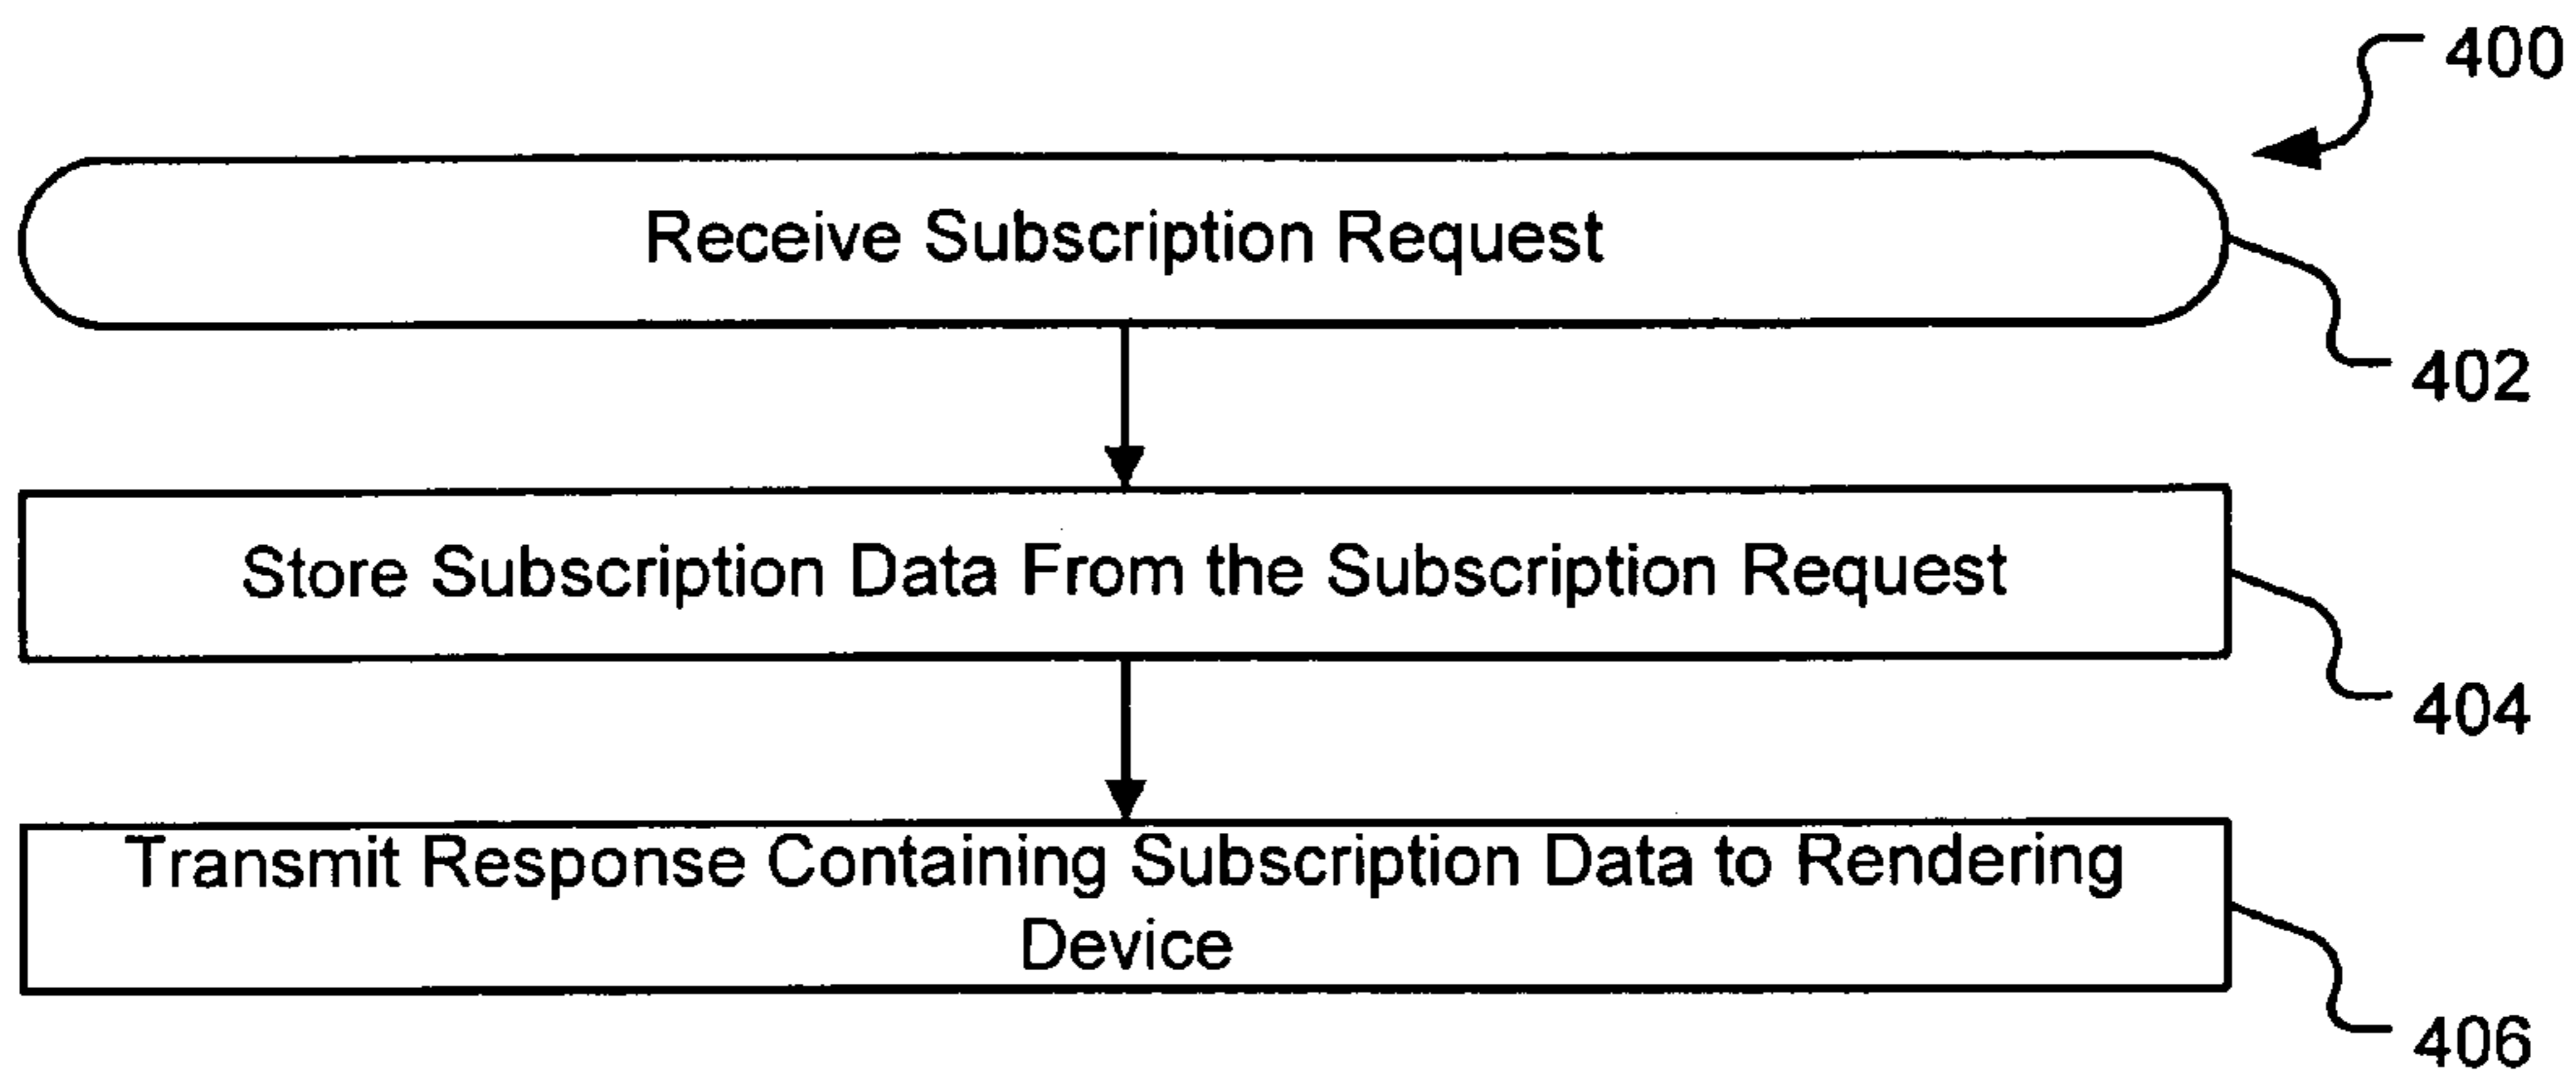 400
Receive Subscription Request
402
Store Subscription Data From the Subscription Request
404
Transmit Response Containing Subscription Data to Rendering
Device
406